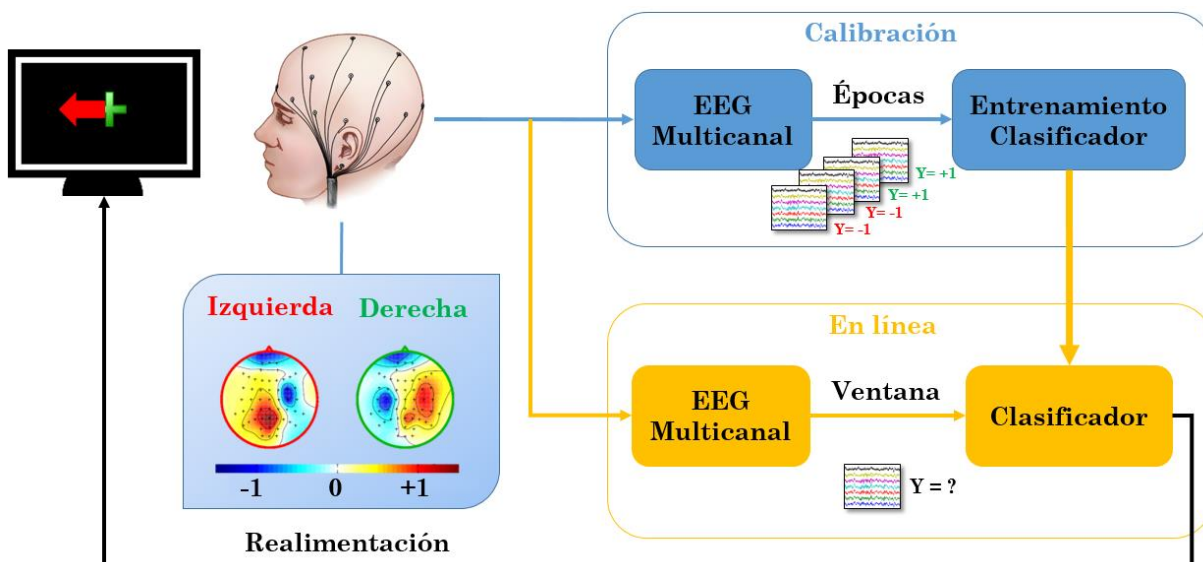 Calibración
EEG
Multicanal
Épocas
Entrenamiento
Clasificador
Y= +1
Y= +1
Y= -1
Y= -1
Izquierda
Derecha
-1
0
+1
Realimentación
En línea
EEG
Multicanal
Ventana
Clasificador
Y = ?